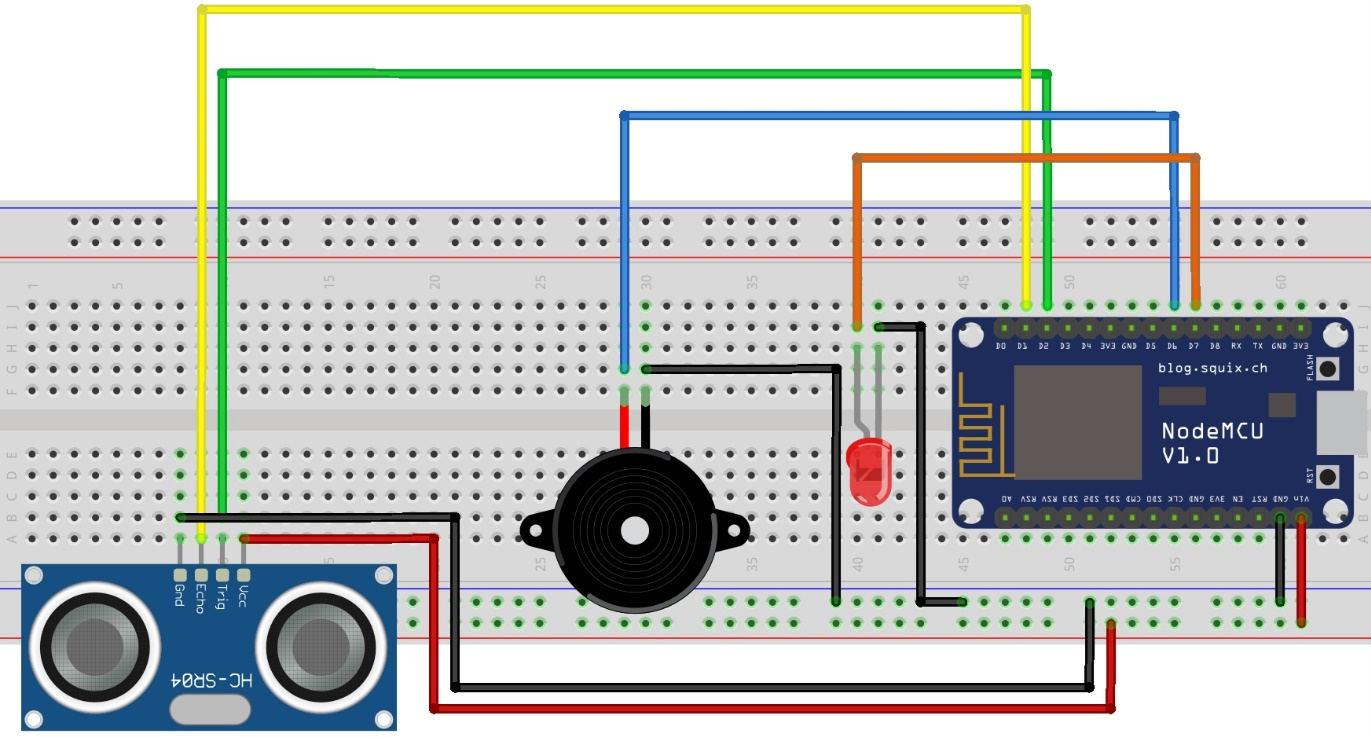 1 5 15 20 25 30 35 45 50 55 60
J
I
H
G
F
D0 D1 D2 D3 D4 3V3 GND D5 D6 D7 D8 RX TX GND 3V3
blog.squix.ch
FLASH
NodeMCU
V1.0
RST
A0 RSV RSV SD3 SD2 SD1 CMD SD0 CLK GND 3V3 EN RST GND Vin
E
D
C
B
A
5 25 35 40 45 50 55
Gnd
Echo
Trig
Vcc
HC-SR04